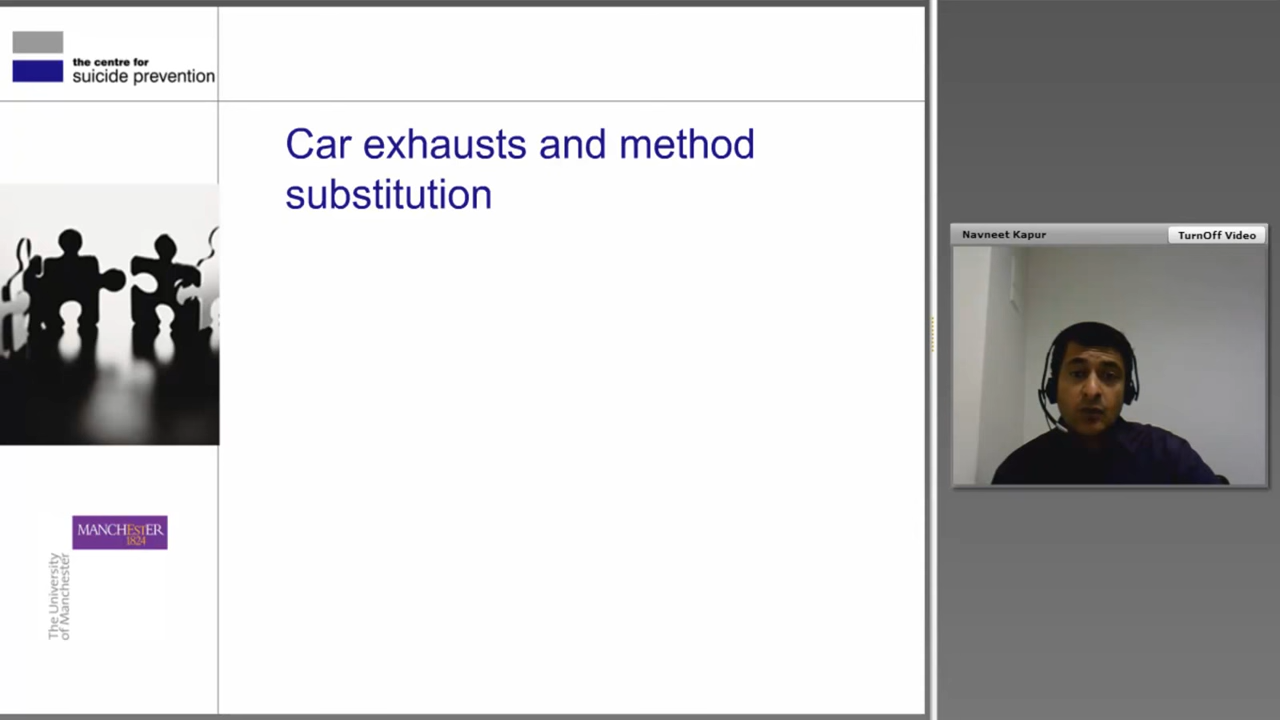 the centre for
suicide prevention
Car exhausts and method
substitution
Navneet Kapur
TurnOff Video
MANCHESTER
1824
The University
of Manchester